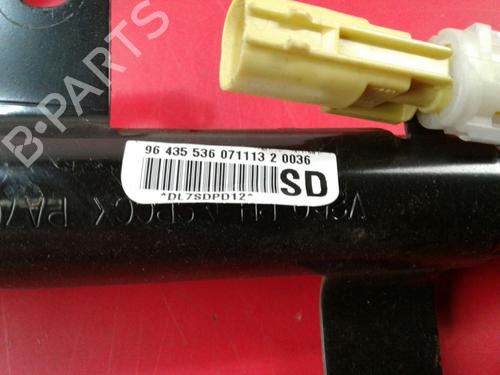 B-PARTS
96 435 536 071113 2 0036
SD
*DL7SDPD12*